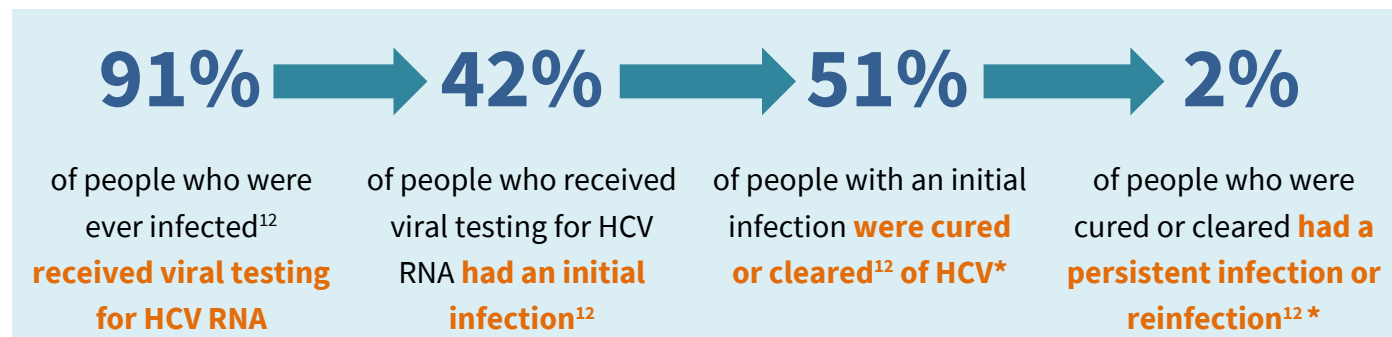 91%
42%
51%
2%
of people who were
ever infected¹²
received viral testing
for HCV RNA
of people who received
viral testing for HCV
RNA had an initial
infection¹²
of people with an initial
infection were cured
or cleared¹² of HCV*
of people who were
cured or cleared had a
persistent infection or
reinfection¹² *